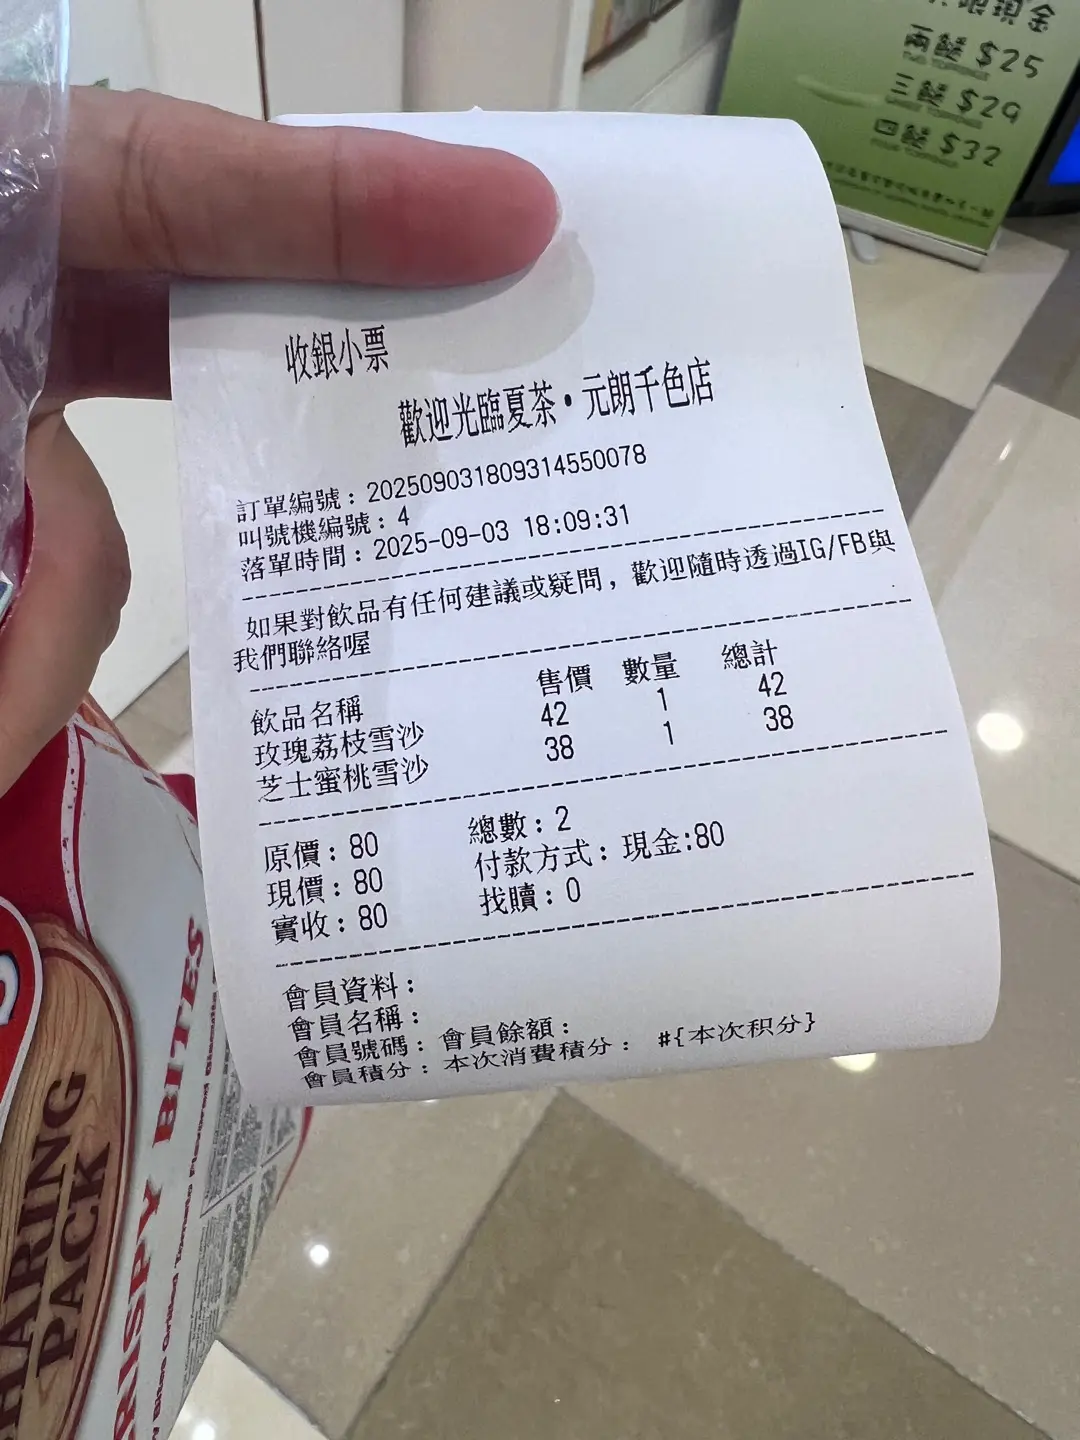 現金
兩餸 $25
TWO TOPPINGS
三餸 $29
四餸 $32
收銀小票
歡迎光臨夏茶·元朗千色店
訂單編號:202509031809314550078
叫號機編號:4
落單時間:2025-09-03 18:09:31
如果對飲品有任何建議或疑問,歡迎隨時透過IG/FB與
我們聯絡喔
飲品名稱 售價 數量 總計
玫瑰荔枝雪沙 42 1 42
芝士蜜桃雪沙 38 1 38
原價:80 總數:2
現價:80 付款方式:現金:80
實收:80 找贖:0
會員資料:
會員名稱:
會員號碼: 會員餘額:
會員積分: 本次消費積分: #{本次积分}
SHARING
PACK
CRISPY BITES